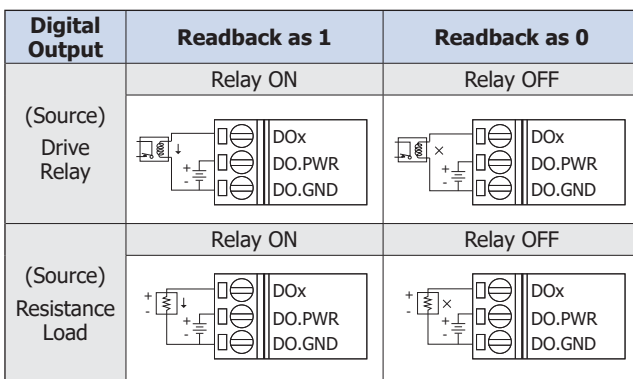 Digital Output
Readback as 1
Readback as 0
(Source)
Drive
Relay
Relay ON
Relay OFF
DOx
DO.PWR
DO.GND
+
-
×
DOx
DO.PWR
DO.GND
+
-
(Source)
Resistance
Load
Relay ON
Relay OFF
+
-
DOx
DO.PWR
DO.GND
+
-
+
-
×
DOx
DO.PWR
DO.GND
+
-